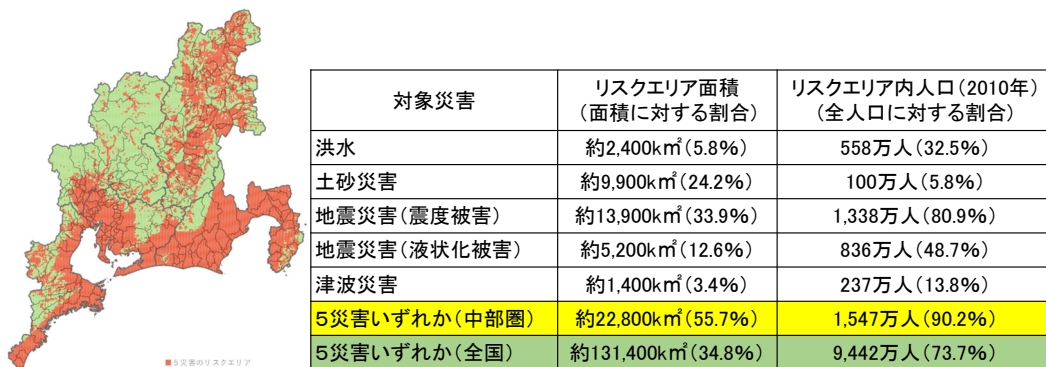 対象災害
リスクエリア面積
(面積に対する割合)
リスクエリア内人口(2010年)
(全人口に対する割合)
洪水
約2,400k㎡(5.8%)
558万人(32.5%)
土砂災害
約9,900k㎡(24.2%)
100万人(5.8%)
地震災害(震度被害)
約13,900k㎡(33.9%)
1,338万人(80.9%)
地震災害(液状化被害)
約5,200k㎡(12.6%)
836万人(48.7%)
津波災害
約1,400k㎡(3.4%)
237万人(13.8%)
5災害いずれか(中部圏)
約22,800k㎡(55.7%)
1,547万人(90.2%)
5災害いずれか(全国)
約131,400k㎡(34.8%)
9,442万人(73.7%)
■5災害のリスクエリア